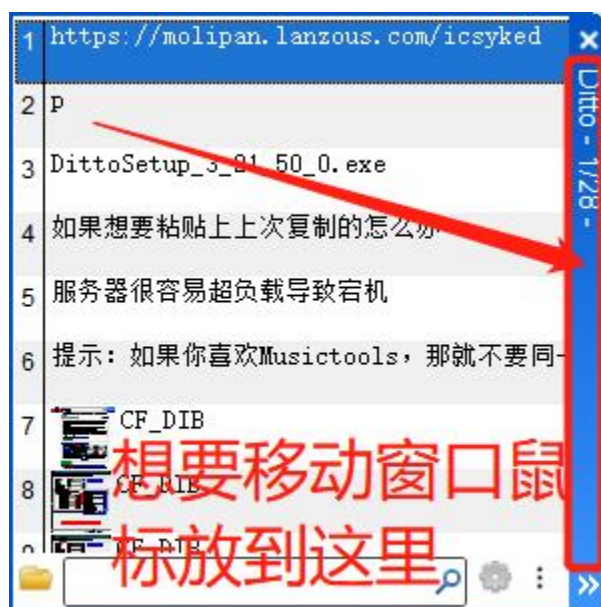 1 https://molipan.lanzous.com/icsyked
2 P
3 DittoSetup_3_21_50_0.exe
4 如果想要粘贴上上次复制的怎么办
5 服务器很容易超负载导致宕机
6 提示：如果你喜欢Musictools，那就不要同一
7 CF_DIB
8 CF_DIB
9 CF_DIB
想要移动窗口鼠
标放到这里
Ditto - 1/28 -